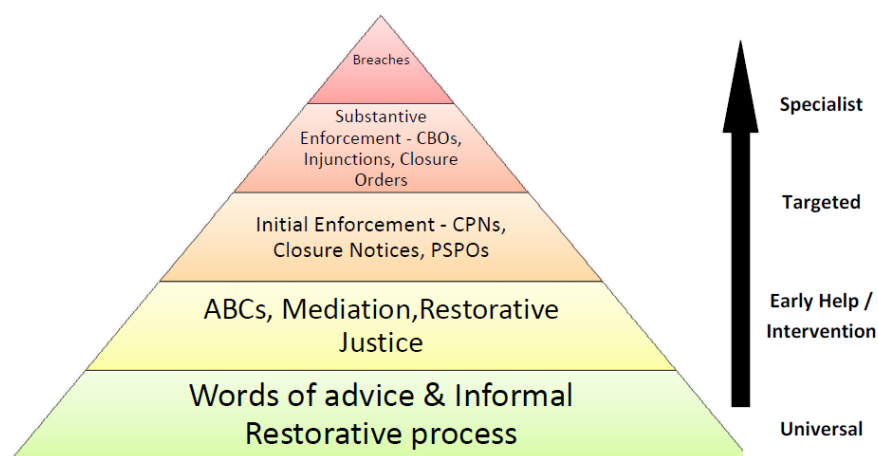 Breaches
Substantive
Enforcement - CBOs,
Injunctions, Closure
Orders
Initial Enforcement - CPNs,
Closure Notices, PSPOs
ABCs, Mediation,Restorative
Justice
Words of advice & Informal
Restorative process
Specialist
Targeted
Early Help /
Intervention
Universal